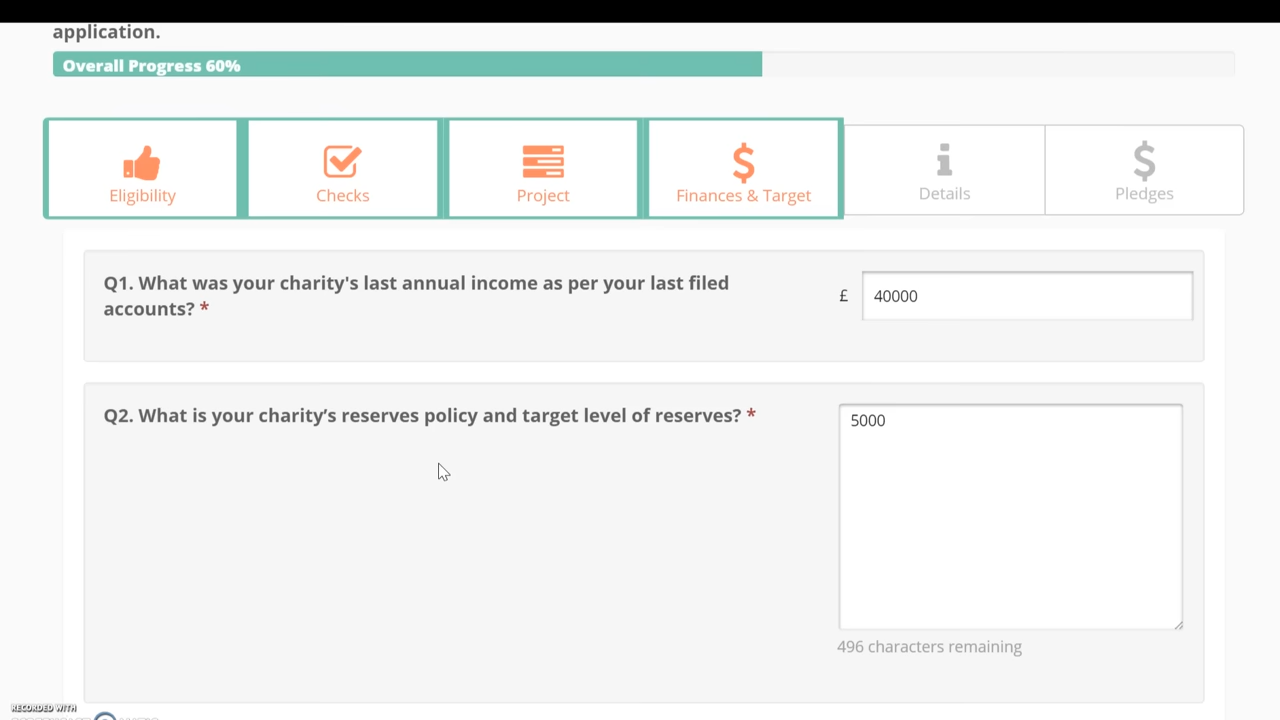 application.
Overall Progress 60%
Eligibility
Checks
Project
Finances & Target
Details
Pledges
Q1. What was your charity's last annual income as per your last filed
accounts? *
£
40000
Q2. What is your charity’s reserves policy and target level of reserves? *
5000
496 characters remaining
RECORDED WITH